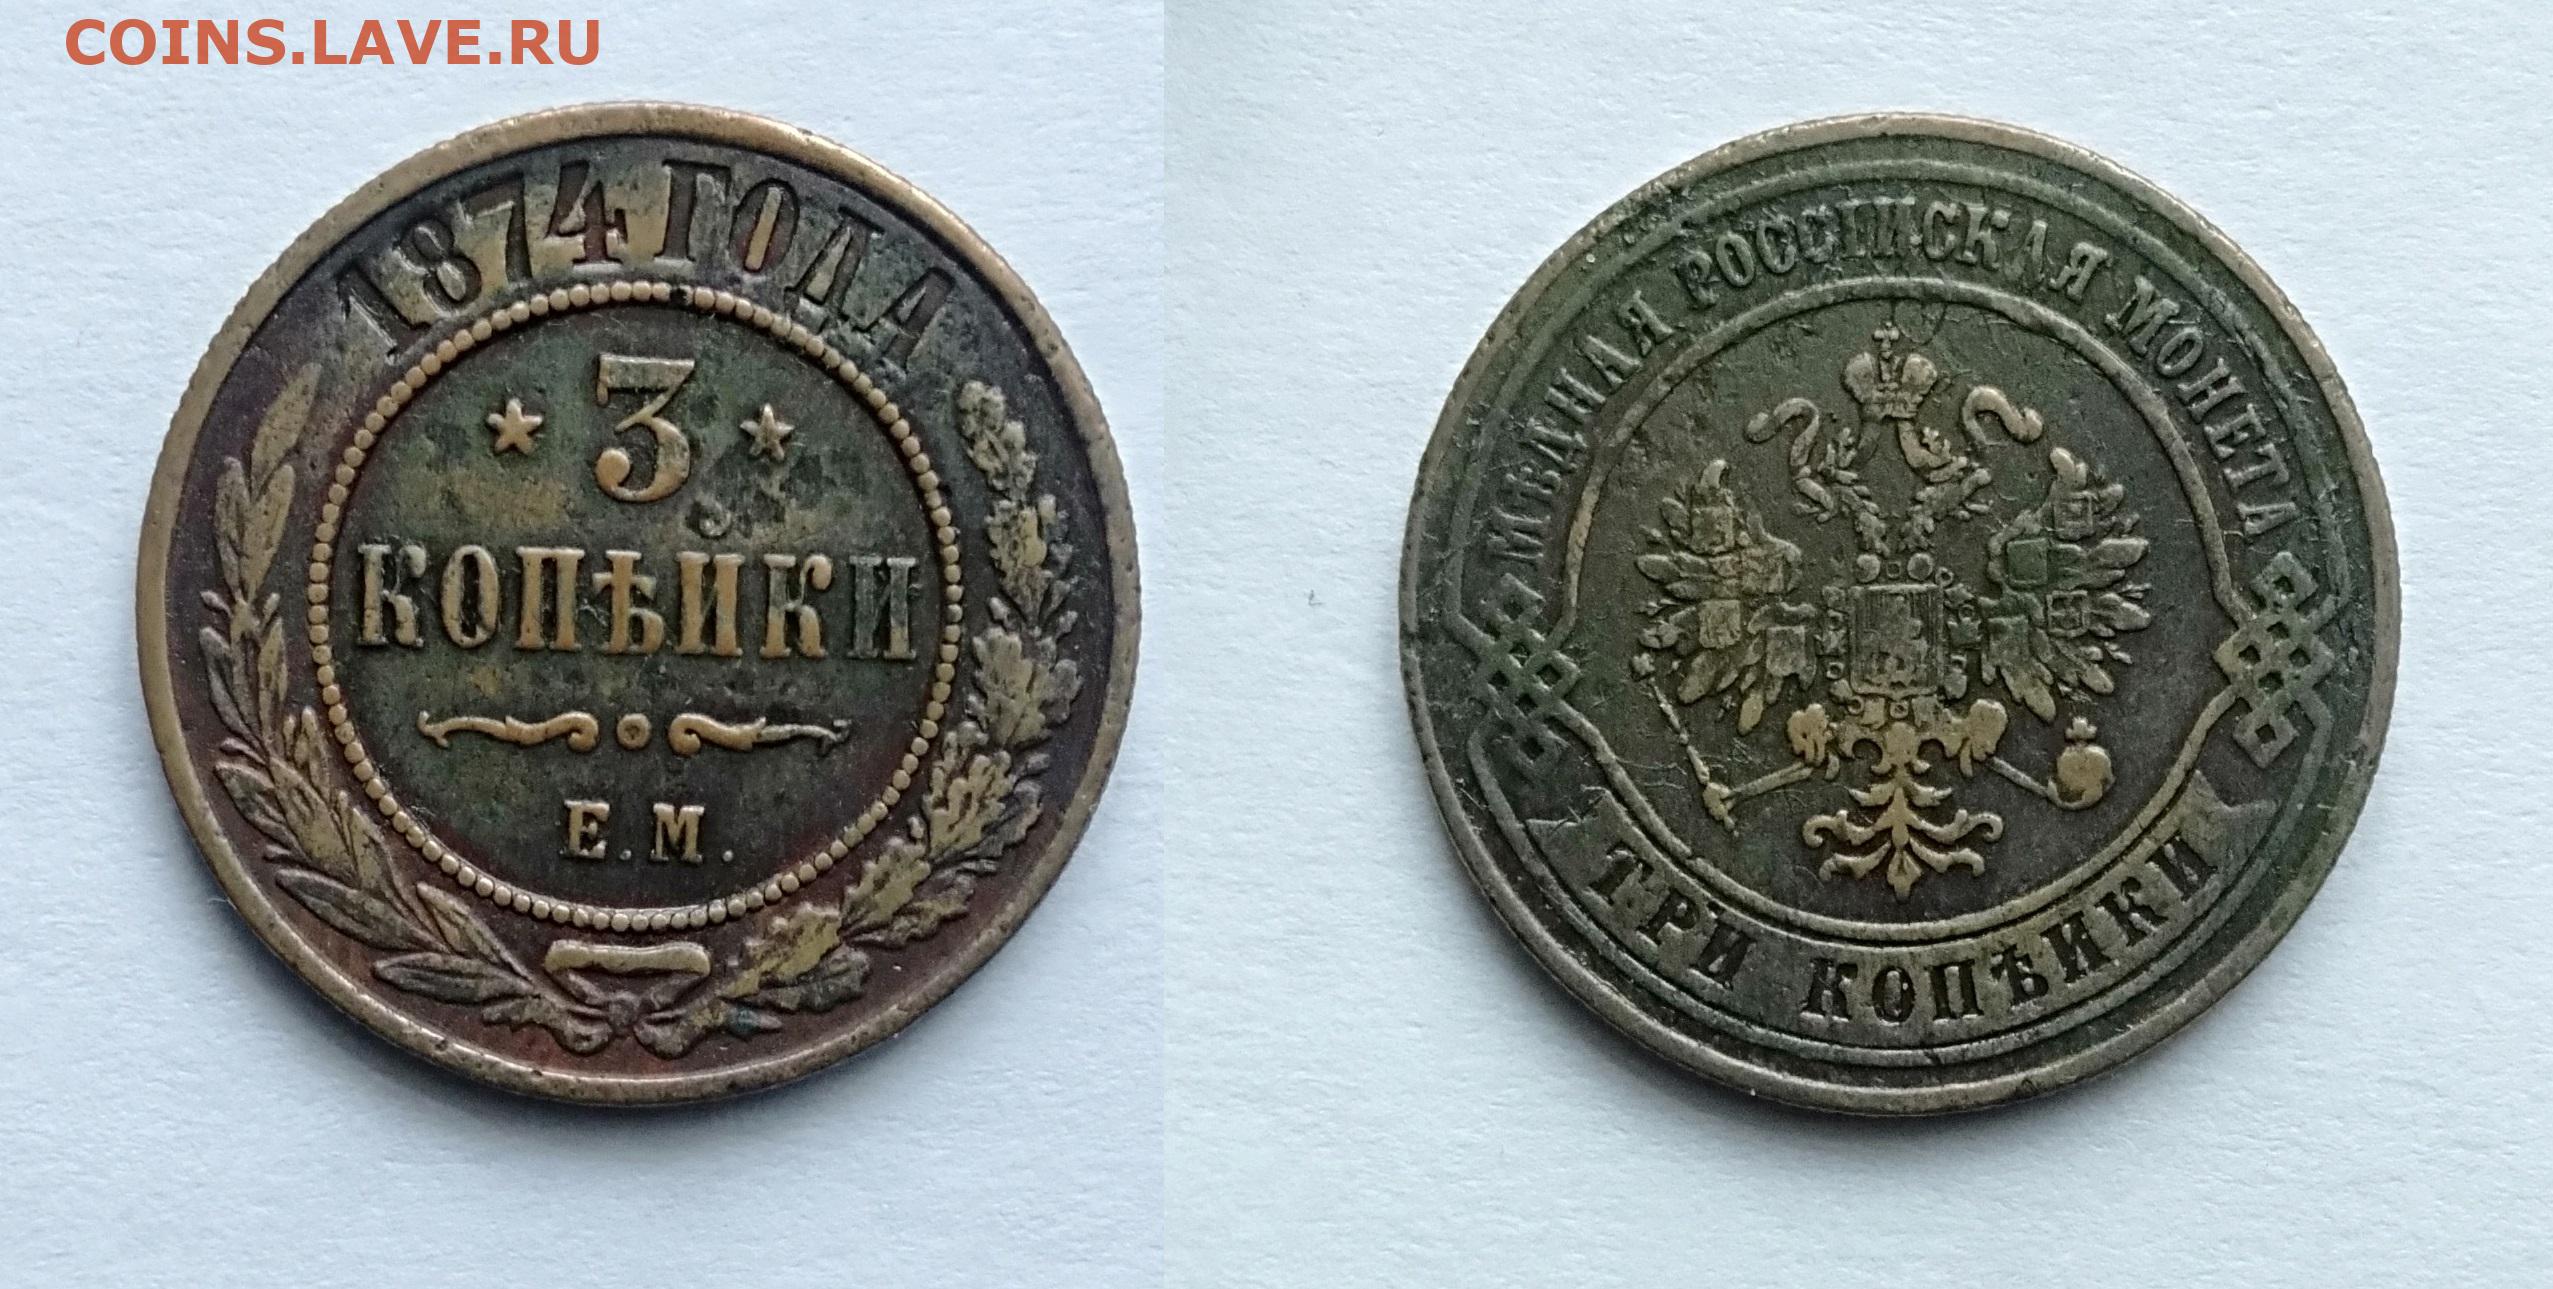 COINS.LAVE.RU
1874 ГОДА
* 3 *
КОПѢЙКИ
Е.М.
МѢДНАЯ РОССІЙСКАЯ МОНЕТА
ТРИ КОПѢЙКИ